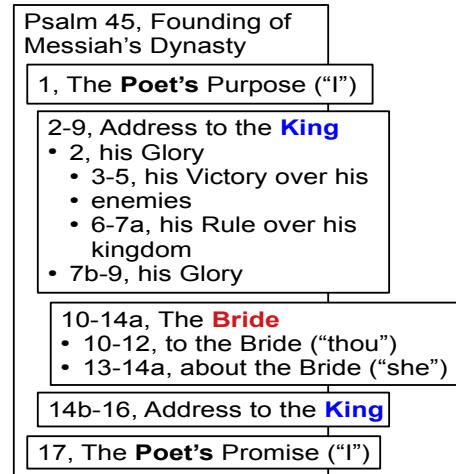 Psalm 45, Founding of
Messiah's Dynasty
1, The Poet's Purpose ("I")
2-9, Address to the King
• 2, his Glory
• 3-5, his Victory over his
• enemies
• 6-7a, his Rule over his
kingdom
• 7b-9, his Glory
10-14a, The Bride
• 10-12, to the Bride ("thou")
• 13-14a, about the Bride ("she")
14b-16, Address to the King
17, The Poet's Promise ("I")